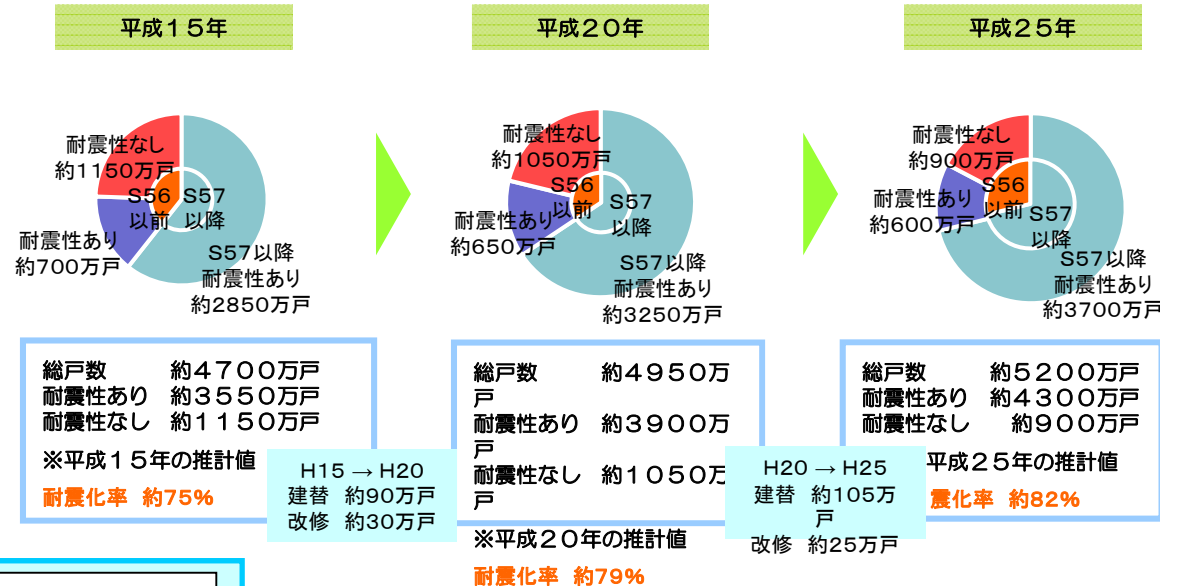 平成１５年
平成２０年
平成２５年
耐震性なし
約1150万戸
S56
以前
S57
以降
耐震性あり
約700万戸
S57以降
耐震性あり
約2850万戸
耐震性なし
約1050万戸
S56
以前
S57
以降
耐震性あり
約650万戸
S57以降
耐震性あり
約3250万戸
耐震性なし
約900万戸
S56
以前
S57
以降
耐震性あり
約600万戸
S57以降
耐震性あり
約3700万戸
総戸数　　　約４７００万戸
耐震性あり　約３５５０万戸
耐震性なし　約１１５０万戸
※平成１５年の推計値
耐震化率 約75%
H15 → H20
建替 約90万戸
改修 約30万戸
総戸数　　　約４９５０万
戸
耐震性あり　約３９００万
戸
耐震性なし　約１０５０万
戸
※平成２０年の推計値
耐震化率 約79%
H20 → H25
建替 約105万
戸
改修 約25万戸
総戸数　　　約５２００万戸
耐震性あり　約４３００万戸
耐震性なし　　約９００万戸
平成２５年の推計値
震化率 約82%